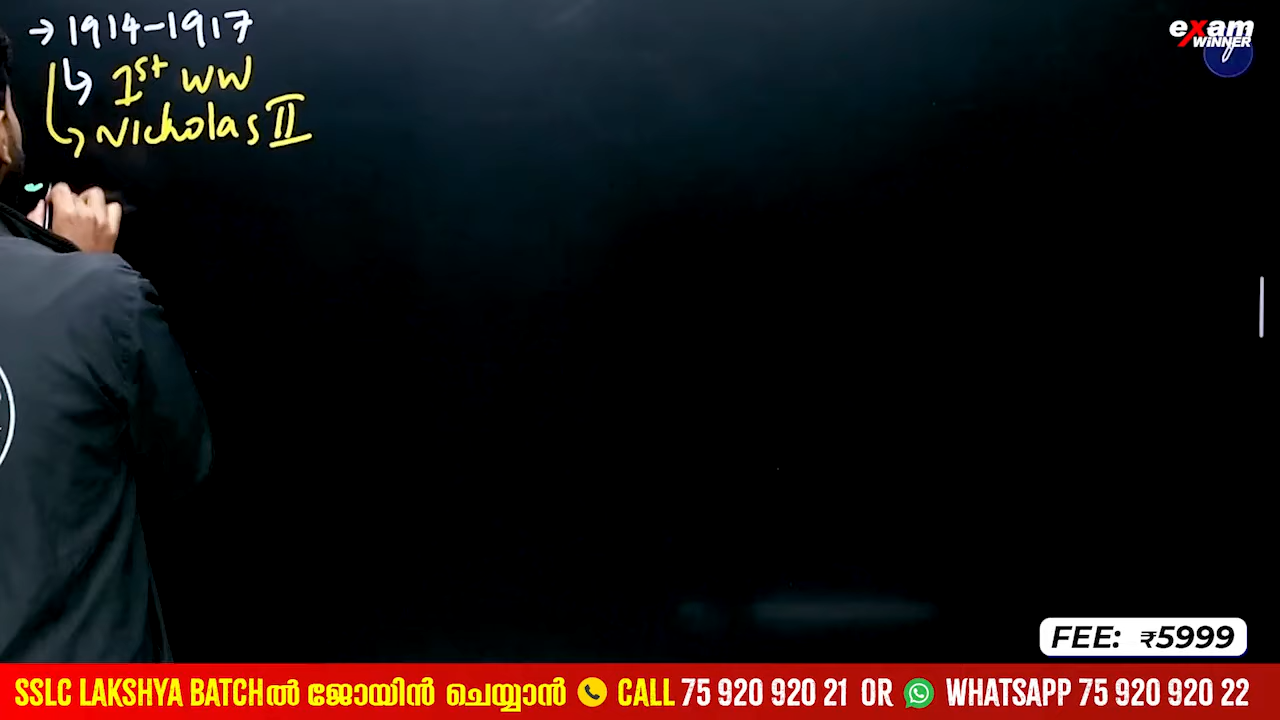 → 1914-1917
↳ 1st WW
↳ Nicholas II
exam
WiNNER
FEE: ₹5999
SSLC LAKSHYA BATCHൽ ജോയിൻ ചെയ്യാൻ CALL 75 920 920 21 OR WHATSAPP 75 920 920 22